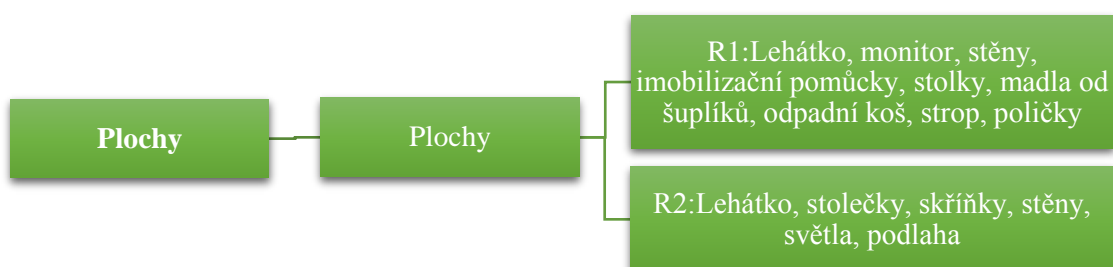 Plochy
Plochy
R1:Lehátko, monitor, stěny,
imobilizační pomůcky, stolky, madla od
šuplíků, odpadní koš, strop, poličky
R2:Lehátko, stolečky, skříňky, stěny,
světla, podlaha